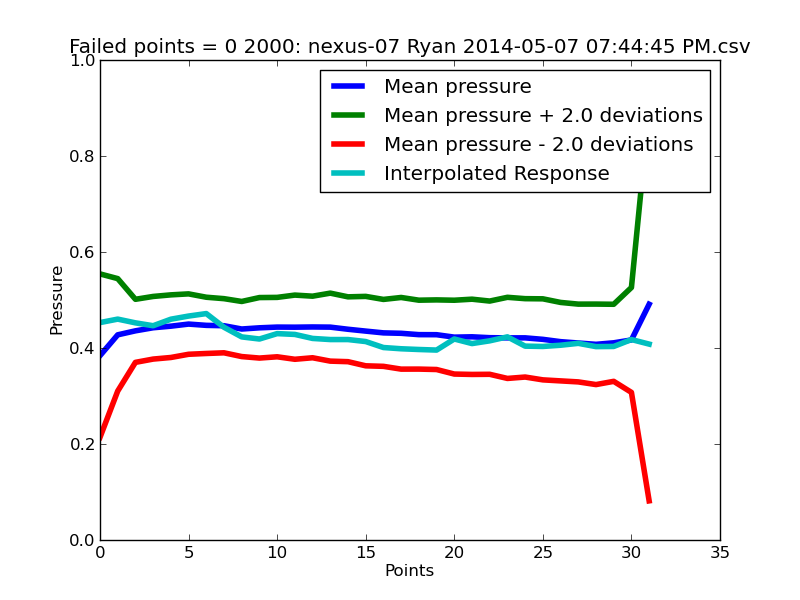 Failed points = 0 2000: nexus-07 Ryan 2014-05-07 07:44:45 PM.csv
1.0
Mean pressure
Mean pressure + 2.0 deviations
Mean pressure - 2.0 deviations
Interpolated Response
0.8
0.6
0.4
0.2
0.0
Pressure
0 5 10 15 20 25 30 35
Points